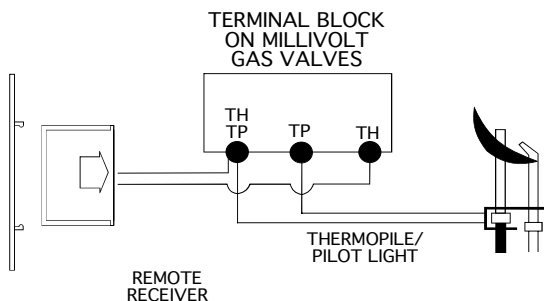 TERMINAL BLOCK
ON MILLIVOLT
GAS VALVES
TH
TP
TP
TH
THERMOPILE/
PILOT LIGHT
REMOTE
RECEIVER